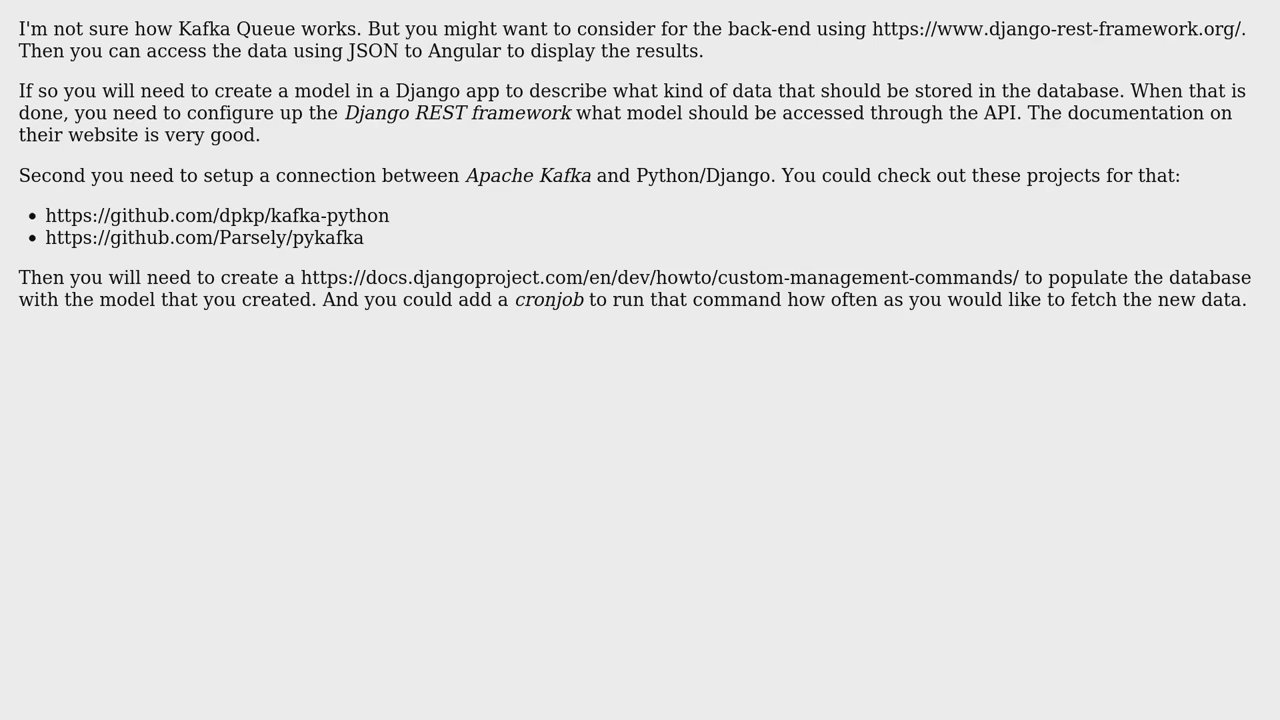 I'm not sure how Kafka Queue works. But you might want to consider for the back-end using https://www.django-rest-framework.org/.
Then you can access the data using JSON to Angular to display the results.
If so you will need to create a model in a Django app to describe what kind of data that should be stored in the database. When that is
done, you need to configure up the Django REST framework what model should be accessed through the API. The documentation on
their website is very good.
Second you need to setup a connection between Apache Kafka and Python/Django. You could check out these projects for that:
• https://github.com/dpkp/kafka-python
• https://github.com/Parsely/pykafka
Then you will need to create a https://docs.djangoproject.com/en/dev/howto/custom-management-commands/ to populate the database
with the model that you created. And you could add a cronjob to run that command how often as you would like to fetch the new data.